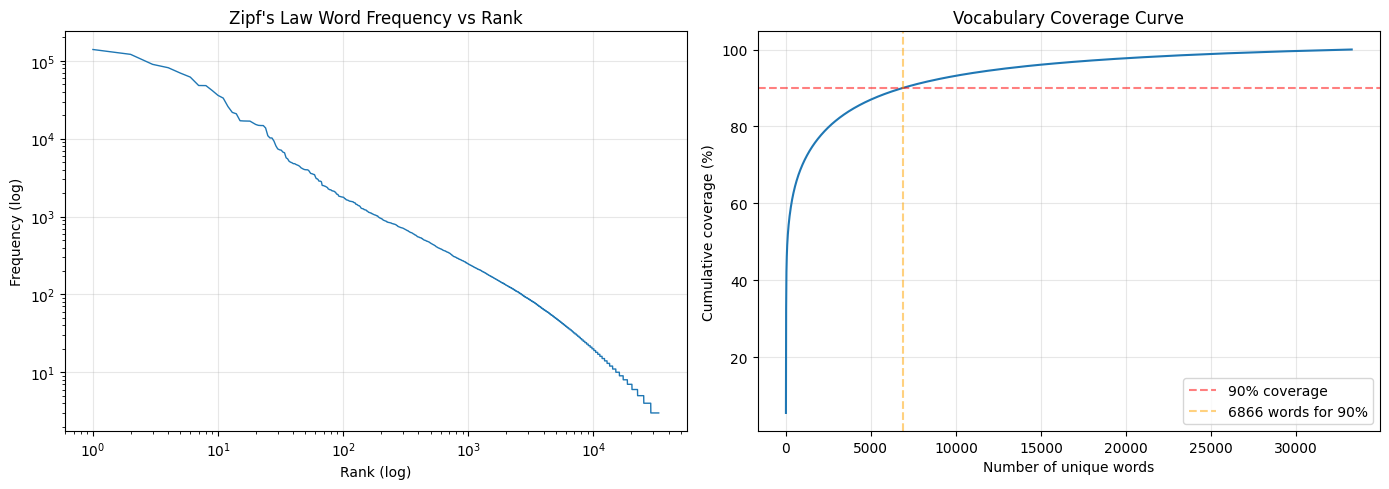 Zipf's Law Word Frequency vs Rank
Frequency (log)
10^5
10^4
10^3
10^2
10^1
10^0
10^1
10^2
10^3
10^4
Rank (log)
Vocabulary Coverage Curve
Cumulative coverage (%)
100
80
60
40
20
0
5000
10000
15000
20000
25000
30000
Number of unique words
90% coverage
6866 words for 90%